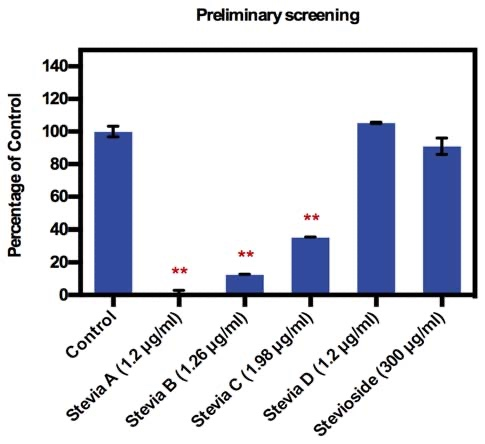 Preliminary screening
Percentage of Control
140
120
100
80
60
40
20
0
**
**
**
Control
Stevia A (1.2 µg/ml)
Stevia B (1.26 µg/ml)
Stevia C (1.98 µg/ml)
Stevia D (1.2 µg/ml)
Stevioside (300 µg/ml)